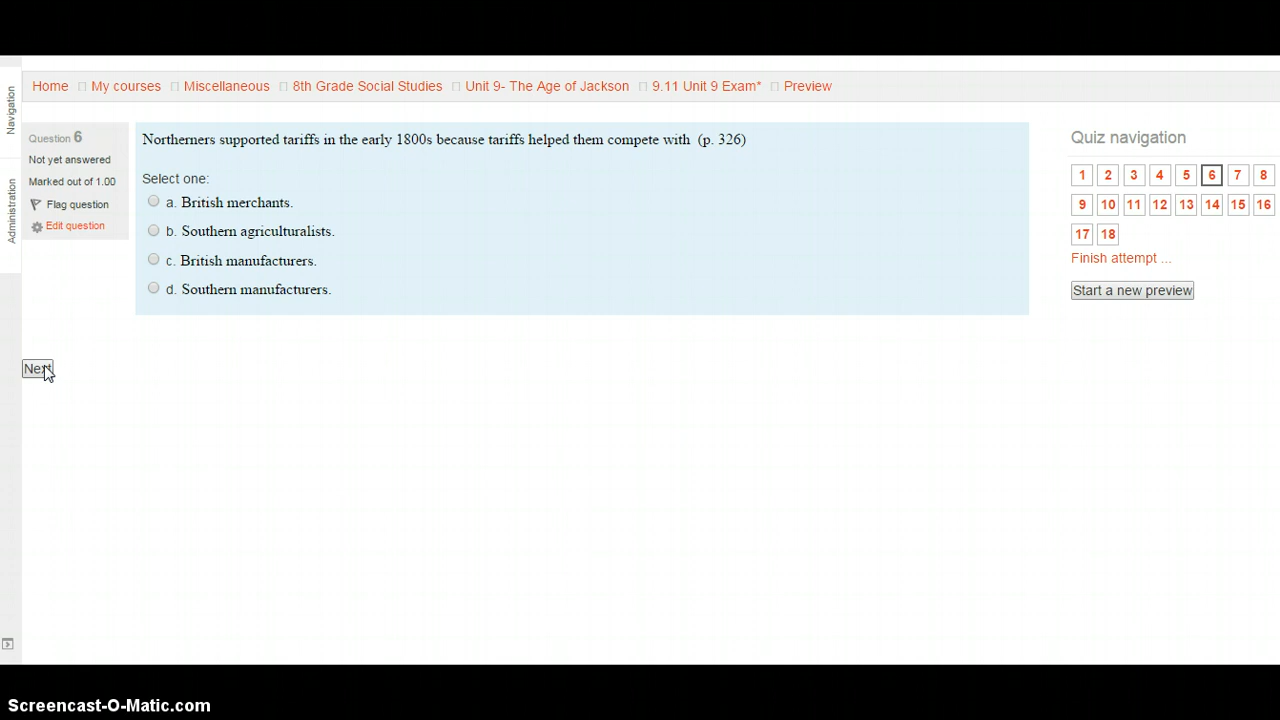 Home My courses Miscellaneous 8th Grade Social Studies Unit 9- The Age of Jackson 9.11 Unit 9 Exam* Preview
Navigation
Administration
Question 6
Not yet answered
Marked out of 1.00
Flag question
Edit question
Northerners supported tariffs in the early 1800s because tariffs helped them compete with (p. 326)
Select one:
a. British merchants.
b. Southern agriculturalists.
c. British manufacturers.
d. Southern manufacturers.
Next
Quiz navigation
1 2 3 4 5 6 7 8
9 10 11 12 13 14 15 16
17 18
Finish attempt ...
Start a new preview
Screencast-O-Matic.com